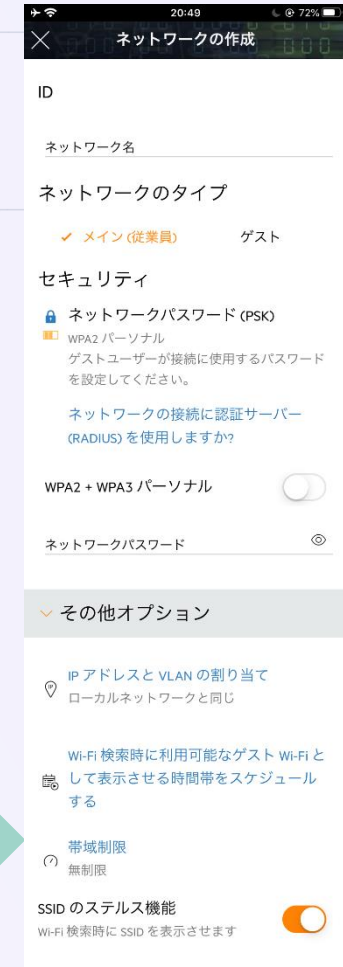 20:49
72%
ネットワークの作成
ID
ネットワーク名
ネットワークのタイプ
メイン (従業員) ゲスト
セキュリティ
ネットワークパスワード (PSK)
WPA2 パーソナル
ゲストユーザーが接続に使用するパスワード
を設定してください。
ネットワークの接続に認証サーバー
(RADIUS) を使用しますか?
WPA2 + WPA3 パーソナル
ネットワークパスワード
その他オプション
IP アドレスと VLAN の割り当て
ローカルネットワークと同じ
Wi-Fi 検索時に利用可能なゲスト Wi-Fi と
して表示させる時間帯をスケジュール
する
帯域制限
無制限
SSID のステルス機能
Wi-Fi 検索時に SSID を表示させます